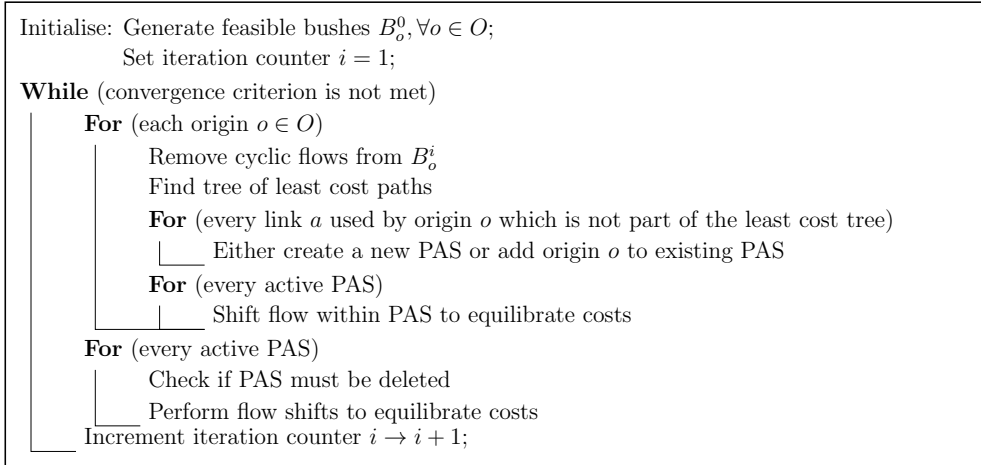 Initialise: Generate feasible bushes $B_o^0, \forall o \in O$;
Set iteration counter $i = 1$;
While (convergence criterion is not met)
For (each origin $o \in O$)
Remove cyclic flows from $B_o^i$
Find tree of least cost paths
For (every link $a$ used by origin $o$ which is not part of the least cost tree)
Either create a new PAS or add origin $o$ to existing PAS
For (every active PAS)
Shift flow within PAS to equilibrate costs
For (every active PAS)
Check if PAS must be deleted
Perform flow shifts to equilibrate costs
Increment iteration counter $i \to i + 1$;